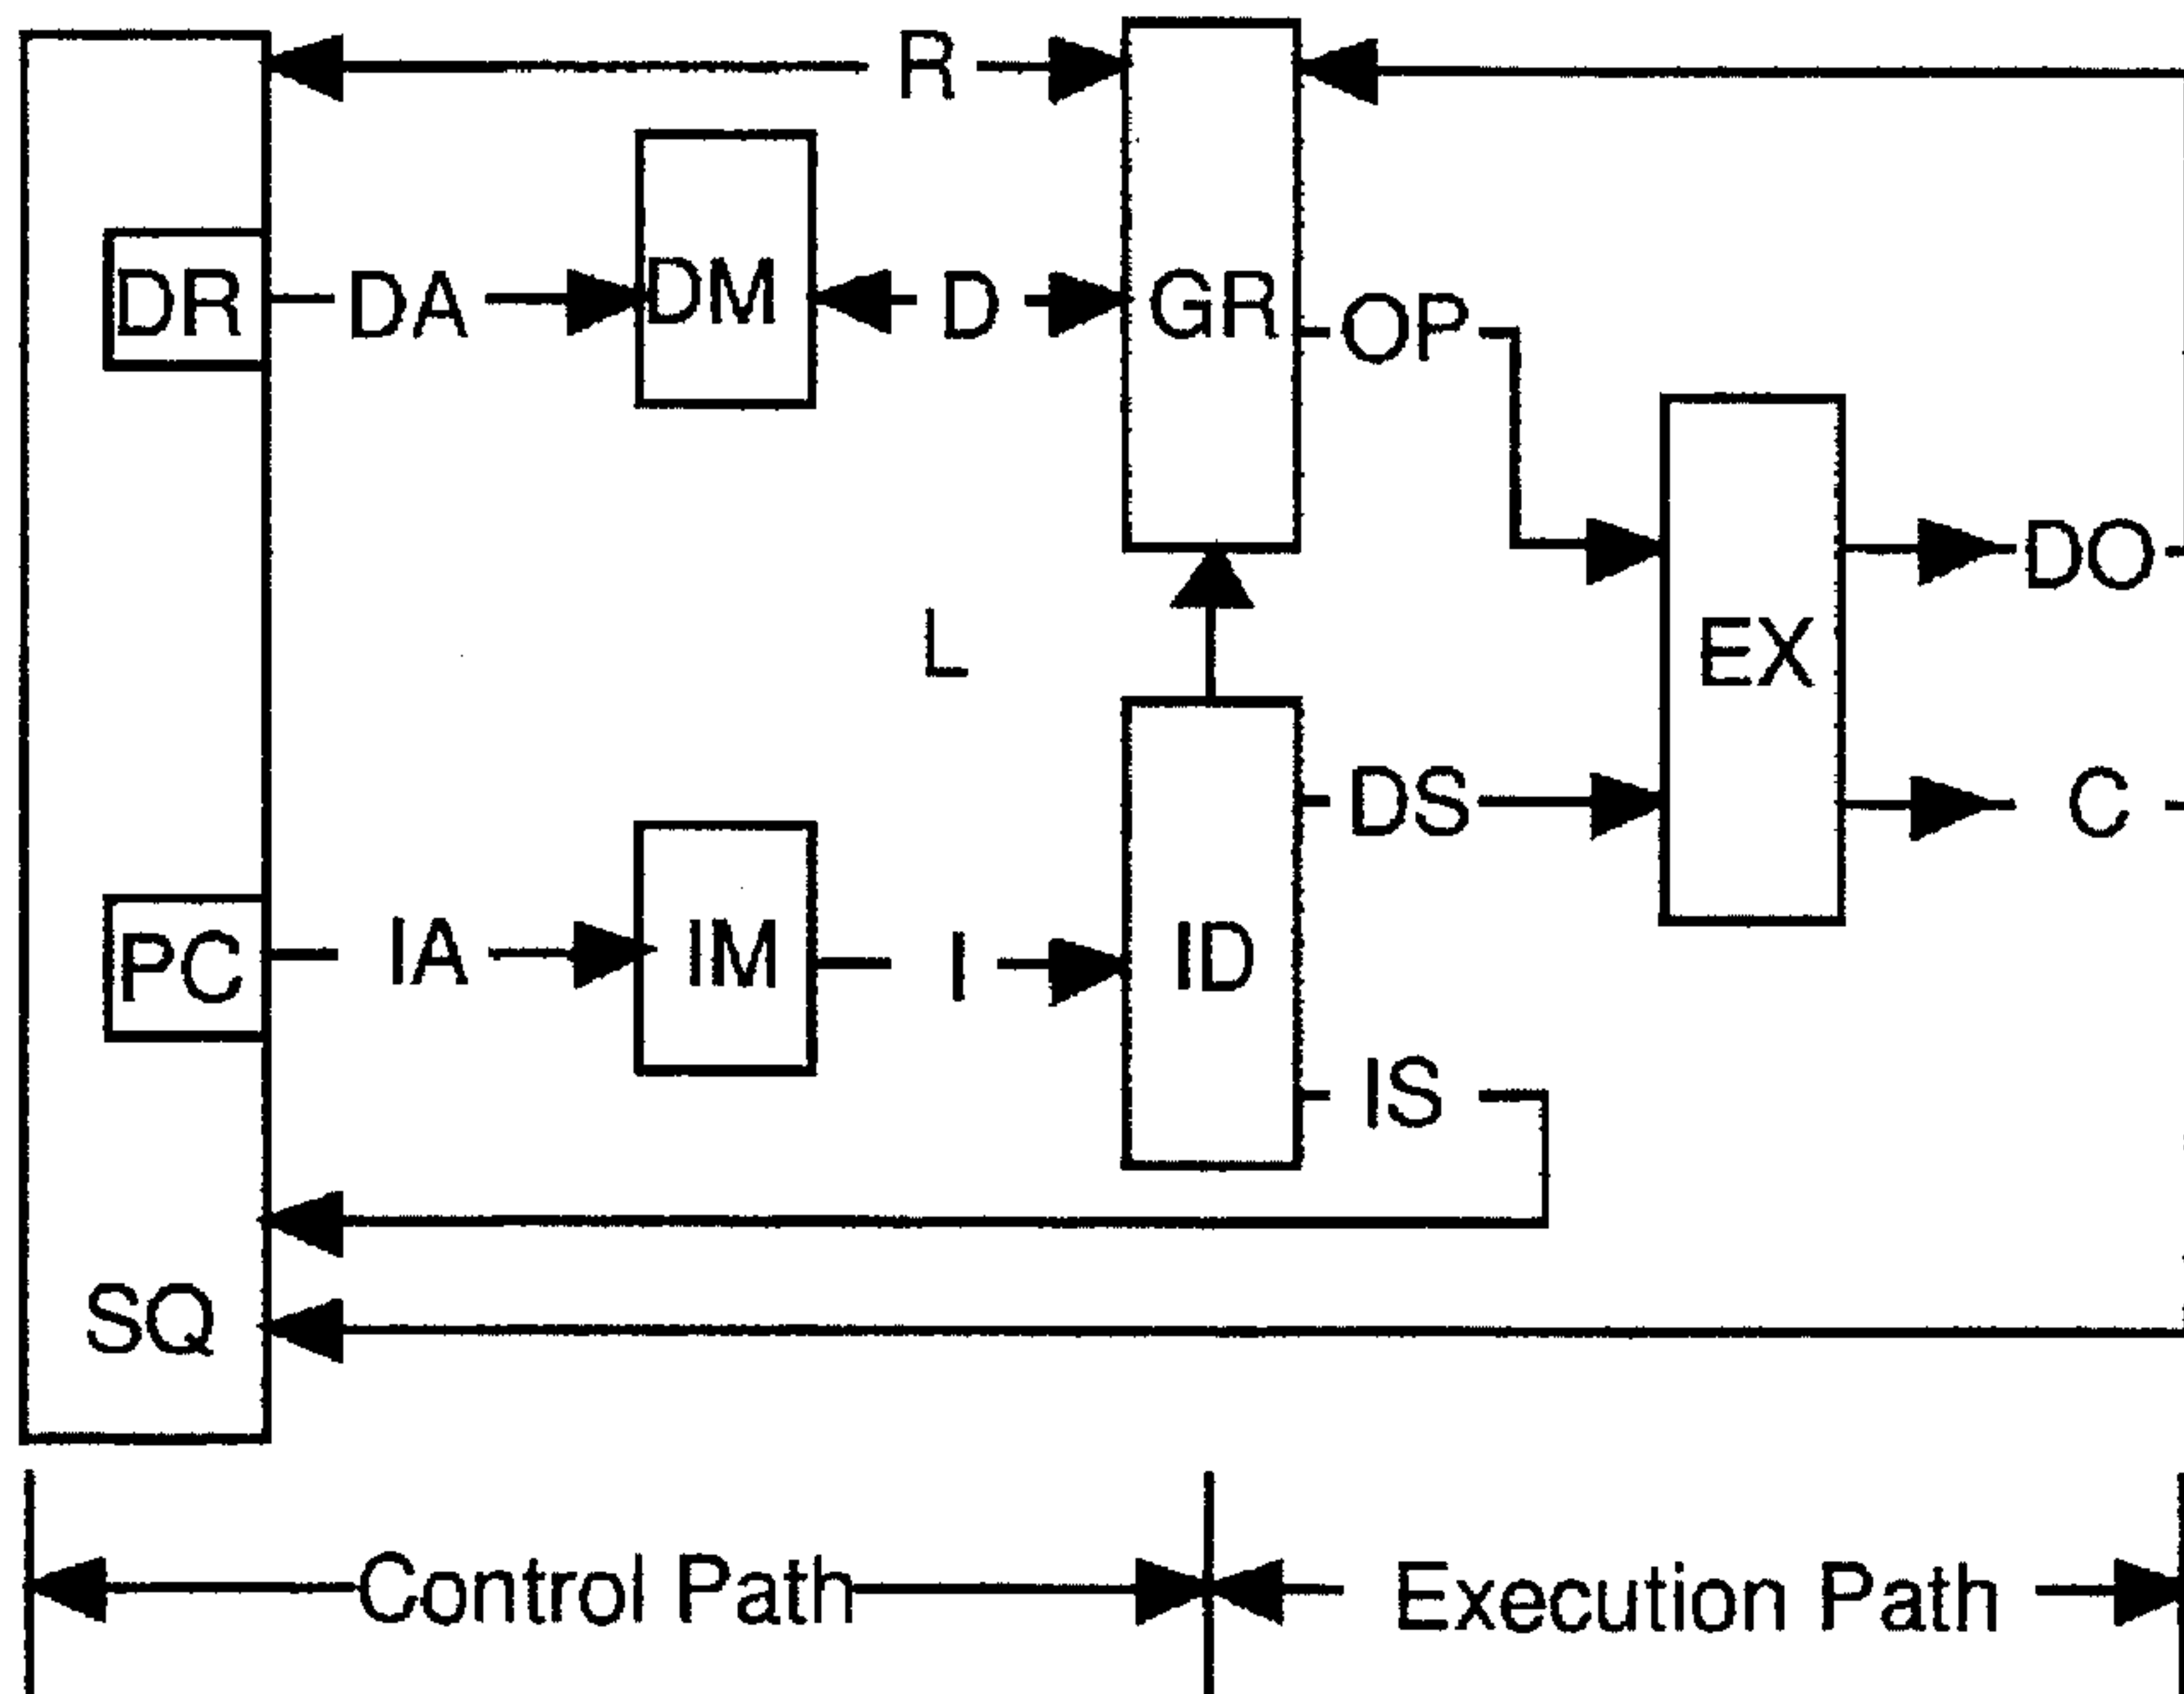 R
DR DA DM D GR OP
DO
L
EX
DS C
PC IA IM I ID
IS
SQ
Control Path Execution Path